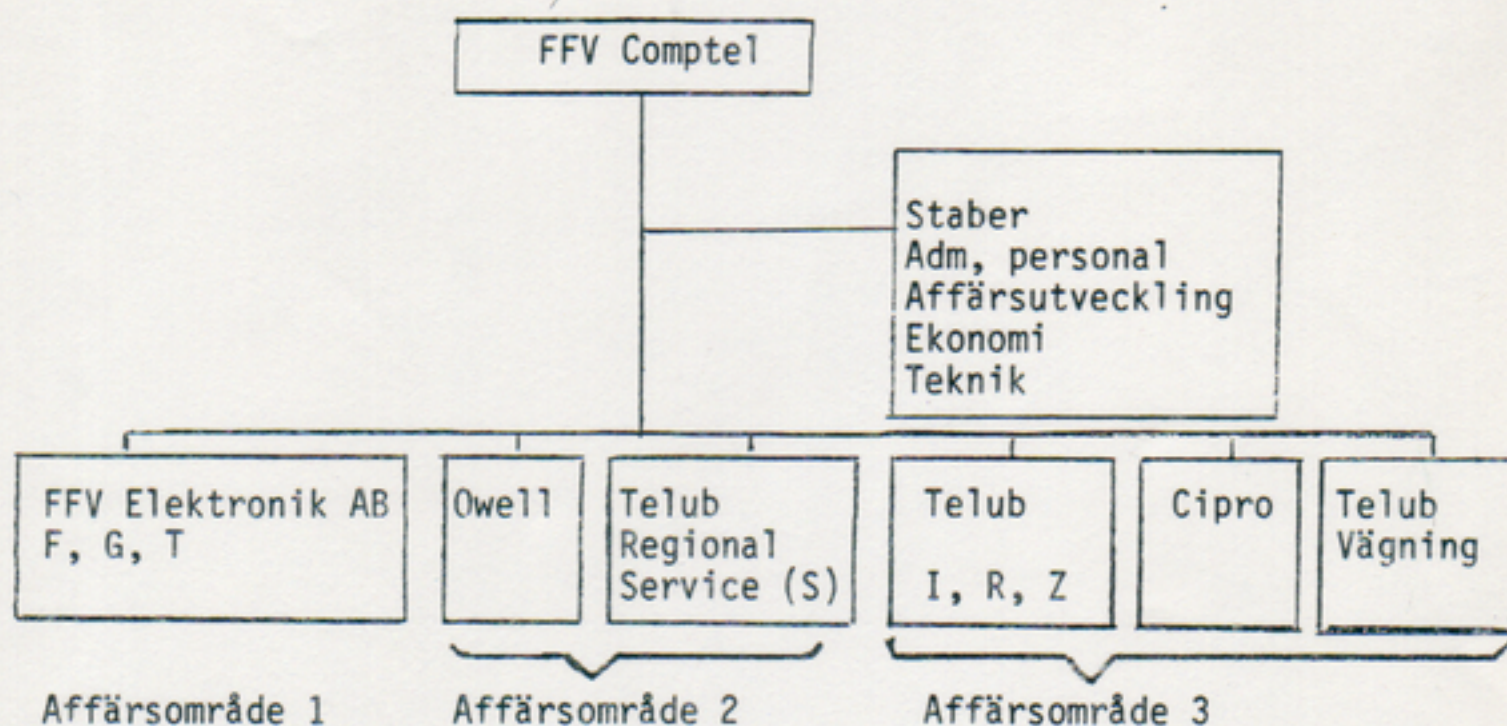 FFV Comptel
Staber
Adm, personal
Affärsutveckling
Ekonomi
Teknik
FFV Elektronik AB
F, G, T
Owell
Telub
Regional
Service (S)
Telub
I, R, Z
Cipro
Telub
Vägning
Affärsområde 1
Affärsområde 2
Affärsområde 3